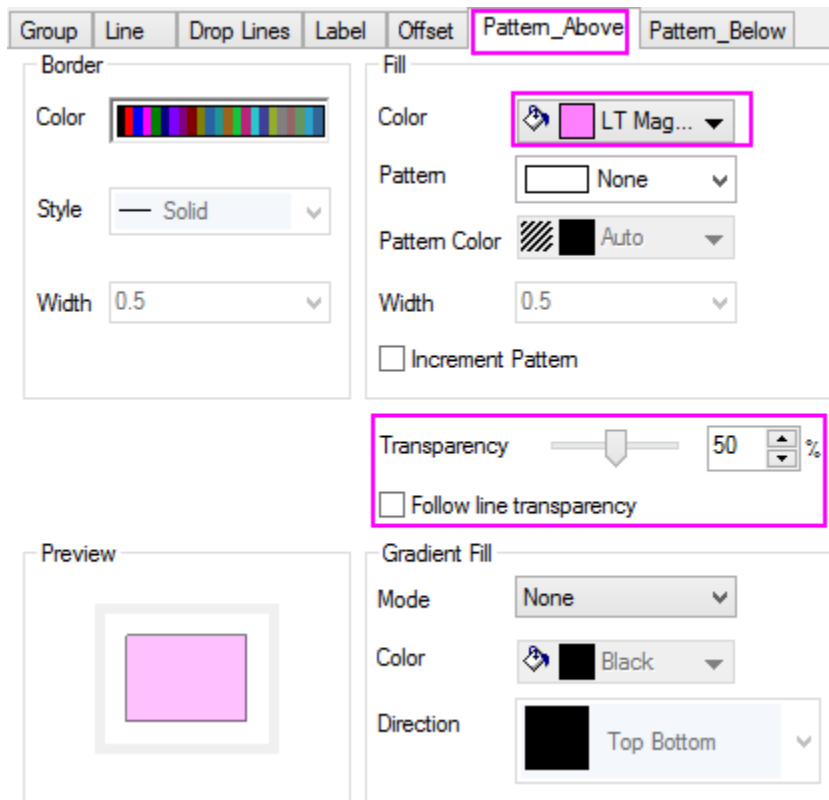 Group Line Drop Lines Label Offset Pattern_Above Pattern_Below
Border Fill
Color Color LT Mag...
Pattern None
Style Solid
Pattern Color Auto
Width 0.5 Width 0.5
Increment Pattern
Transparency 50 %
Follow line transparency
Preview Gradient Fill
Mode None
Color Black
Direction Top Bottom